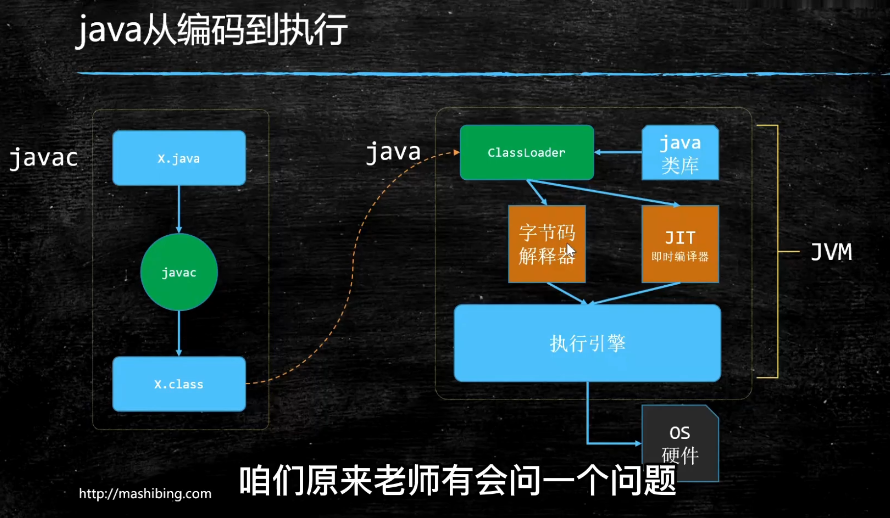 java从编码到执行
javac
X.java
javac
X.class
java
ClassLoader
java
类库
字节码
解释器
JIT
即时编译器
执行引擎
JVM
OS
硬件
http://mashibing.com
咱们原来老师有会问一个问题